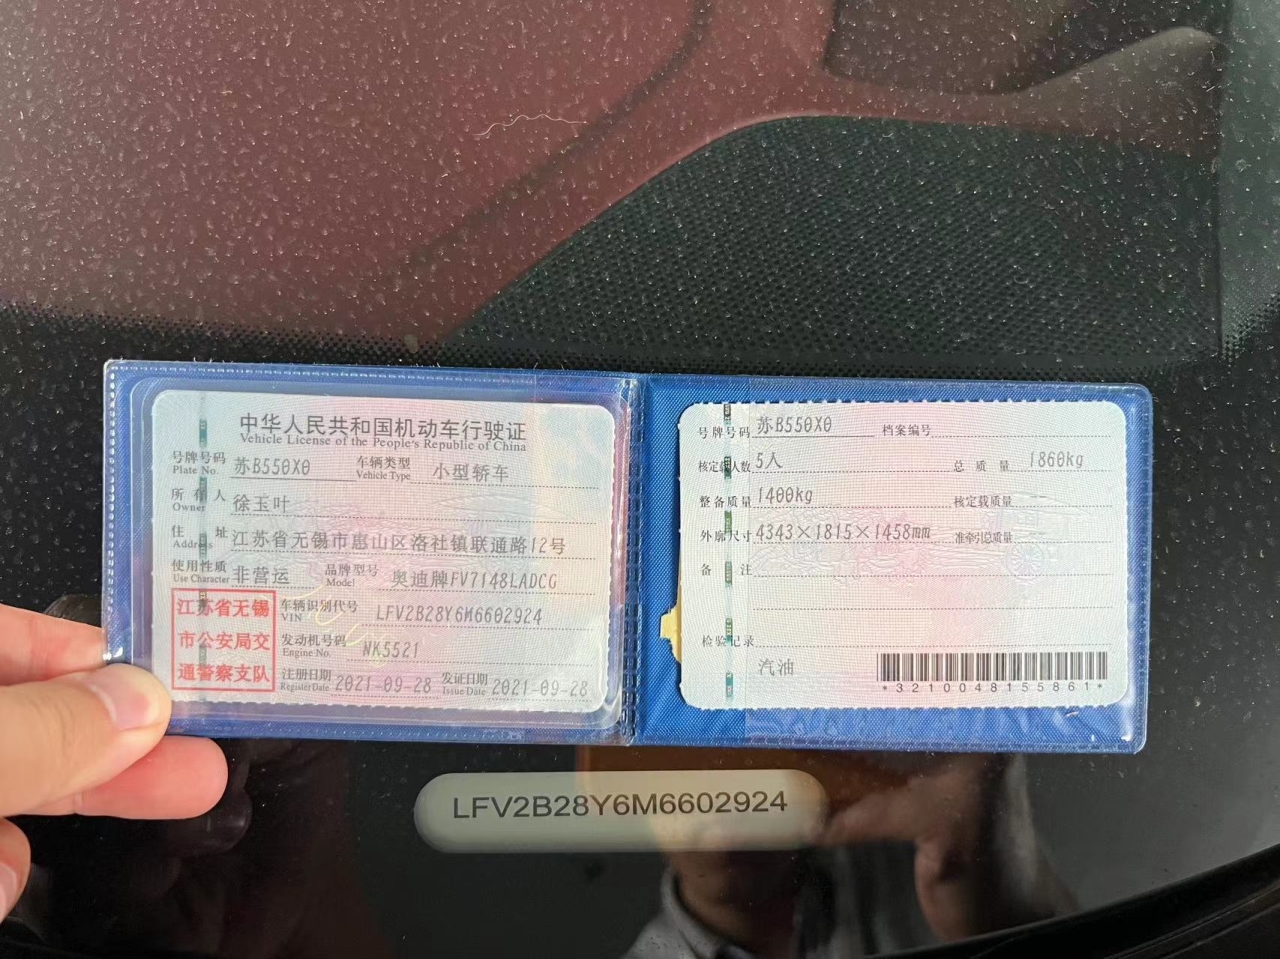 中华人民共和国机动车行驶证
Vehicle License of the People's Republic of China
号牌号码 Plate No. 苏B550X0 车辆类型 Vehicle Type 小型轿车
所有人 Owner 徐玉叶
住址 Address 江苏省无锡市惠山区洛社镇联通路12号
使用性质 Use Character 非营运 品牌型号 Model 奥迪牌FV7148LADCG
江苏省无锡市公安局交通警察支队
车辆识别代号 VIN LFV2B28Y6M6602924
发动机号码 Engine No. NK5521
注册日期 Register Date 2021-09-28 发证日期 Issue Date 2021-09-28
号牌号码 苏B550X0 档案编号
核定载人数 5人 总质量 1860kg
整备质量 1400kg 核定载质量
外廓尺寸 4343×1815×1458mm 准牵引总质量
备注
检验记录
汽油
*3210048155861*
LFV2B28Y6M6602924